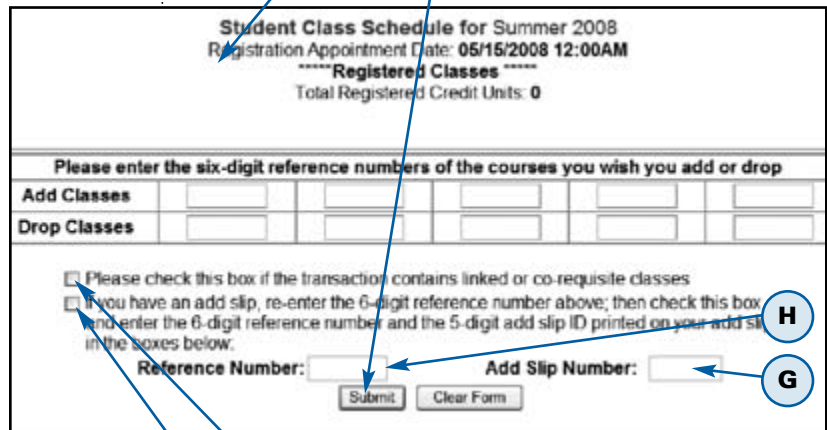 Student Class Schedule for Summer 2008
Registration Appointment Date: 05/15/2008 12:00AM
*****Registered Classes *****
Total Registered Credit Units: 0
Please enter the six-digit reference numbers of the courses you wish you add or drop
Add Classes
Drop Classes
Please check this box if the transaction contains linked or co-requisite classes
If you have an add slip, re-enter the 6-digit reference number above; then check this box
and enter the 6-digit reference number and the 5-digit add slip ID printed on your add slip
in the boxes below:
H
Reference Number: Add Slip Number:
G
Submit Clear Form